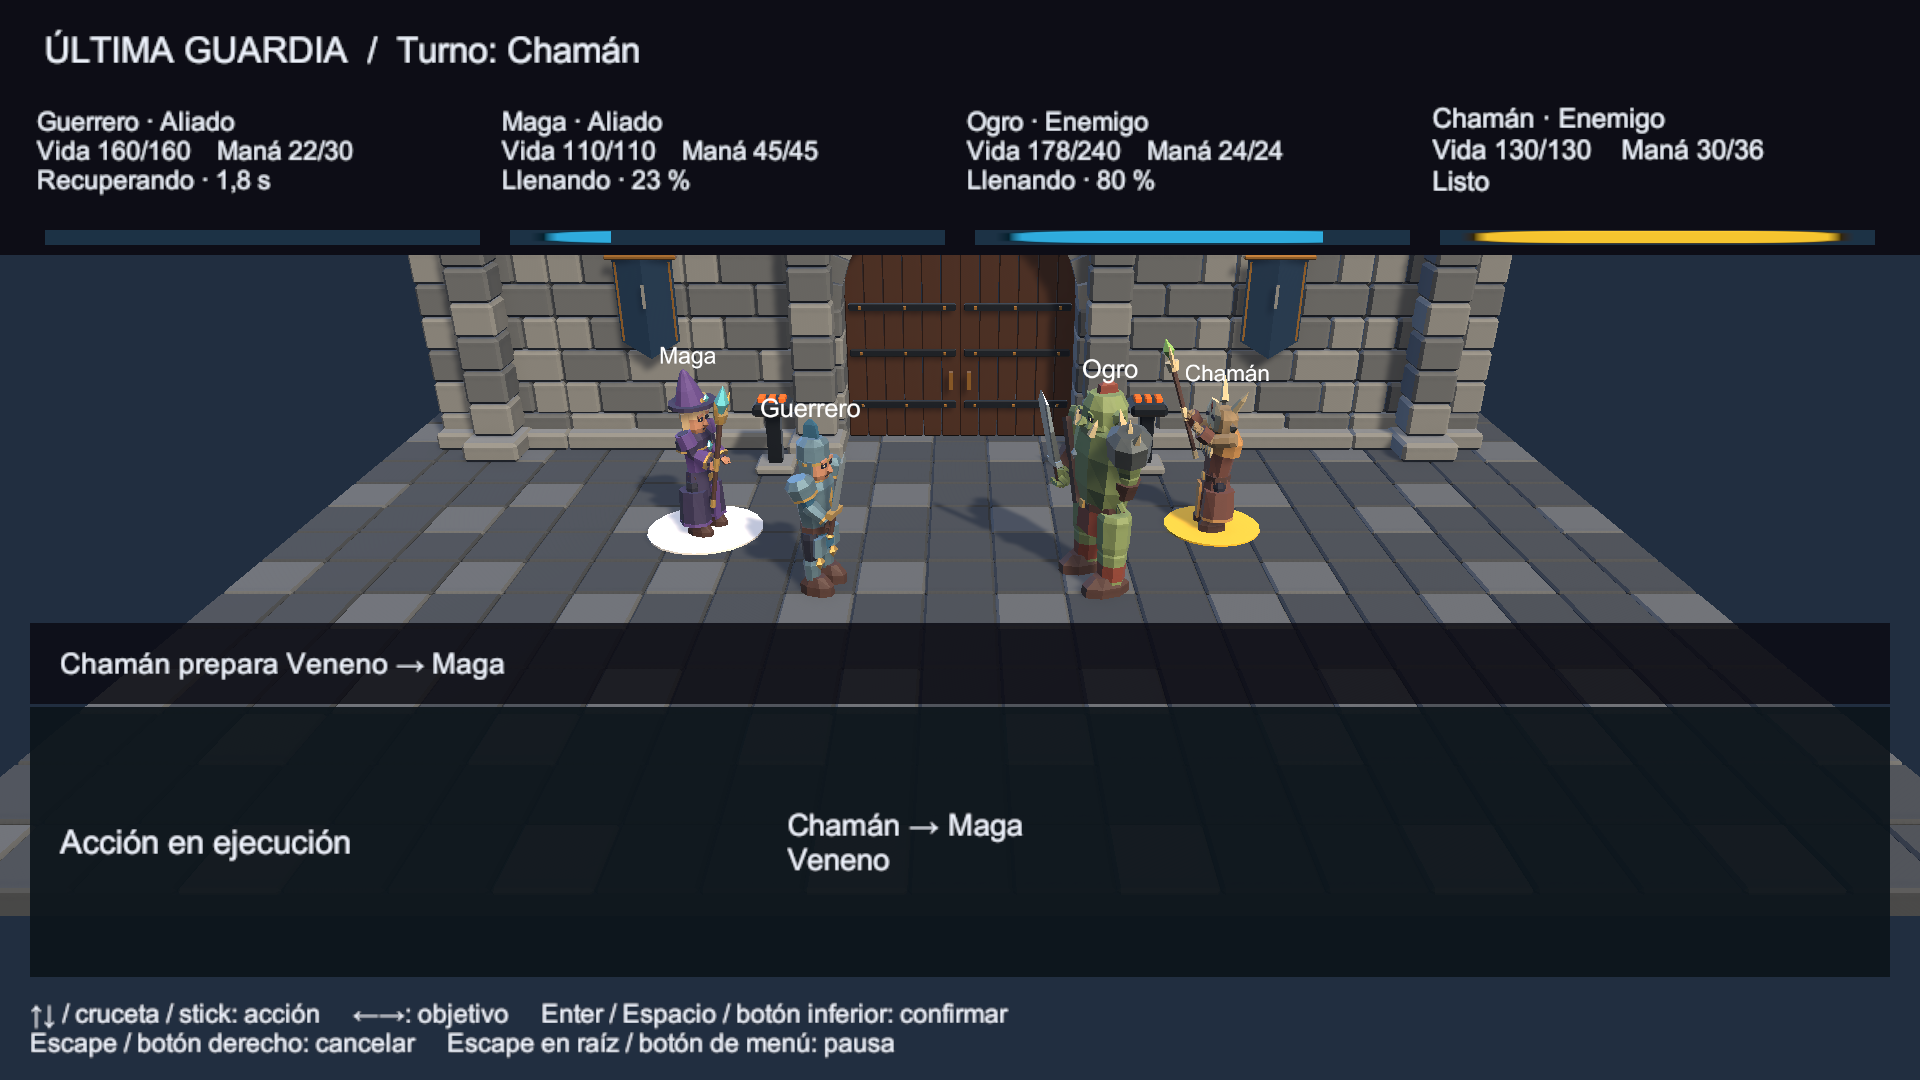 ÚLTIMA GUARDIA / Turno: Chamán
Guerrero · Aliado
Vida 160/160 Maná 22/30
Recuperando · 1,8 s
Maga · Aliado
Vida 110/110 Maná 45/45
Llenando · 23 %
Ogro · Enemigo
Vida 178/240 Maná 24/24
Llenando · 80 %
Chamán · Enemigo
Vida 130/130 Maná 30/36
Listo
Maga
Guerrero
Ogro
Chamán
Chamán prepara Veneno → Maga
Acción en ejecución
Chamán → Maga
Veneno
↑↓ / cruceta / stick: acción ←→: objetivo Enter / Espacio / botón inferior: confirmar
Escape / botón derecho: cancelar Escape en raíz / botón de menú: pausa